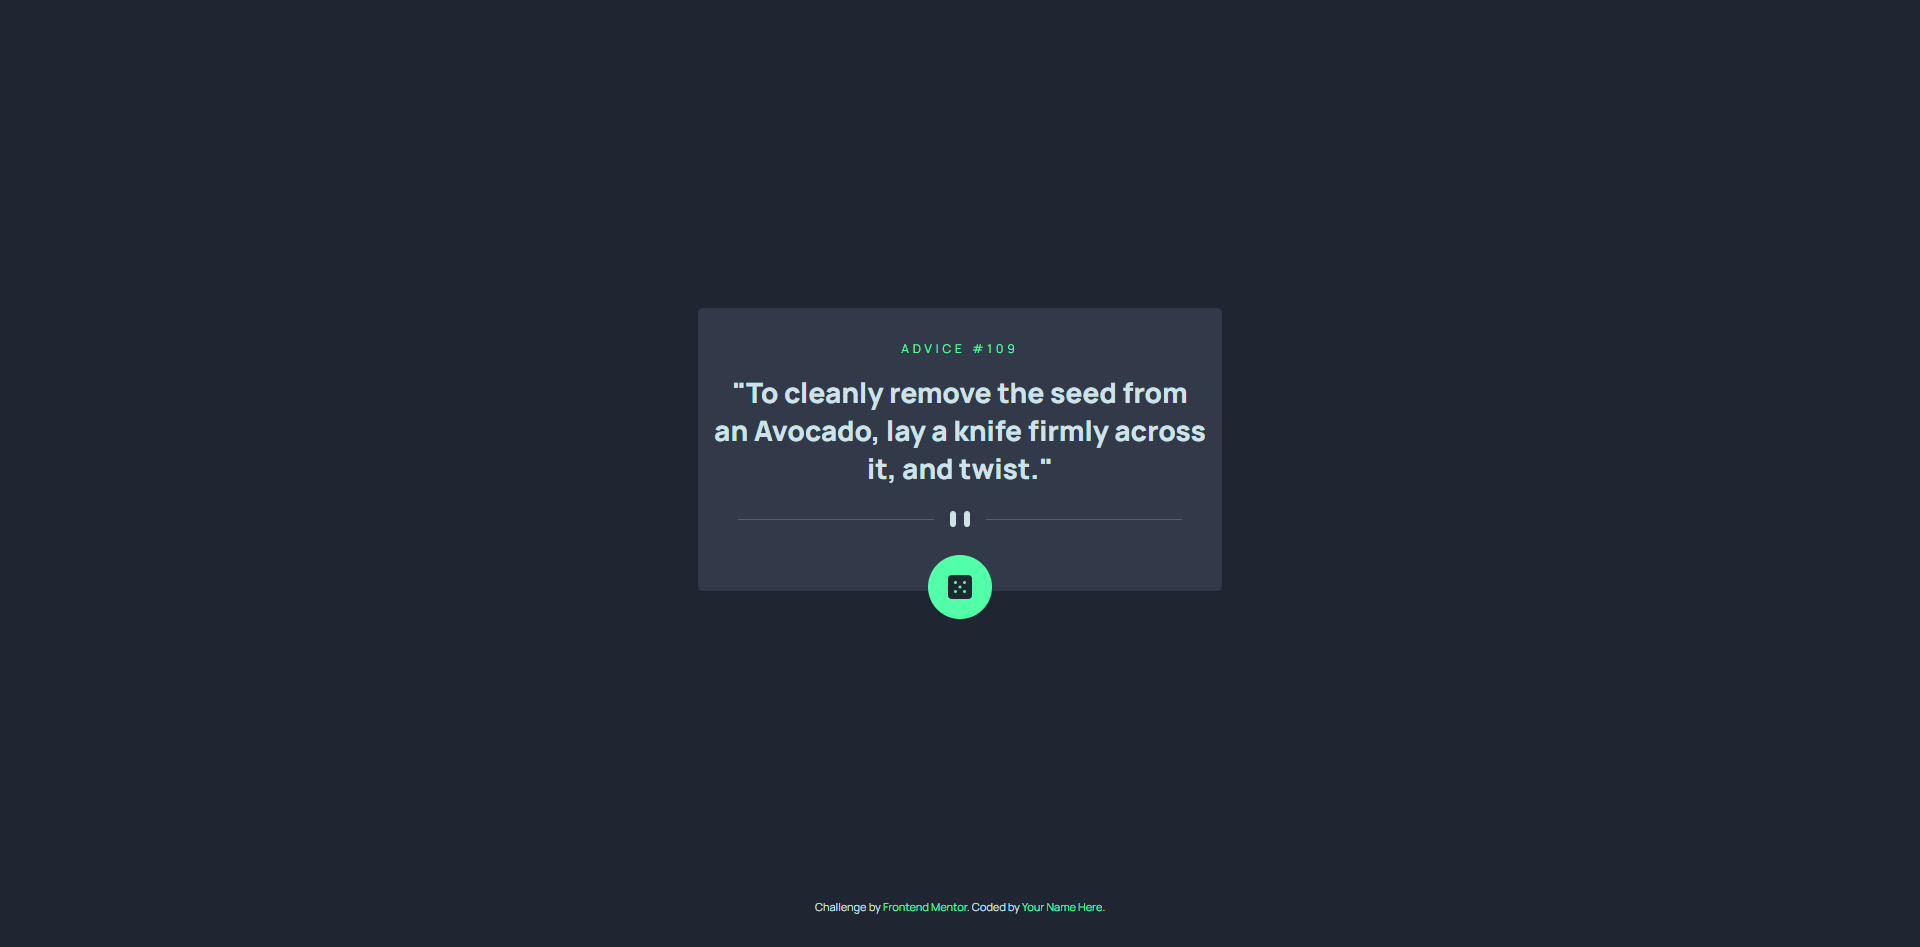 ADVICE #109
"To cleanly remove the seed from
an Avocado, lay a knife firmly across
it, and twist."
Challenge by Frontend Mentor. Coded by Your Name Here.